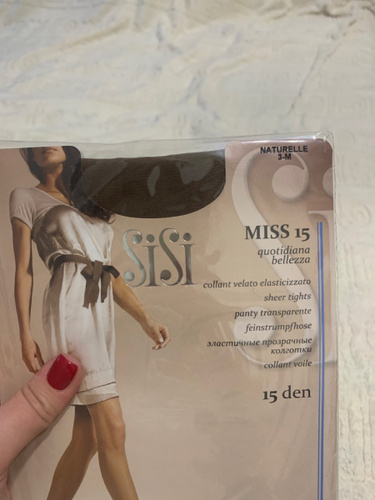 NATURELLE
3-M
MISS 15
quotidiana
bellezza
SiSi
collant velato elasticizzato
sheer tights
panty transparente
feinstrumpfhose
эластичные прозрачные
колготки
collant voile
15 den